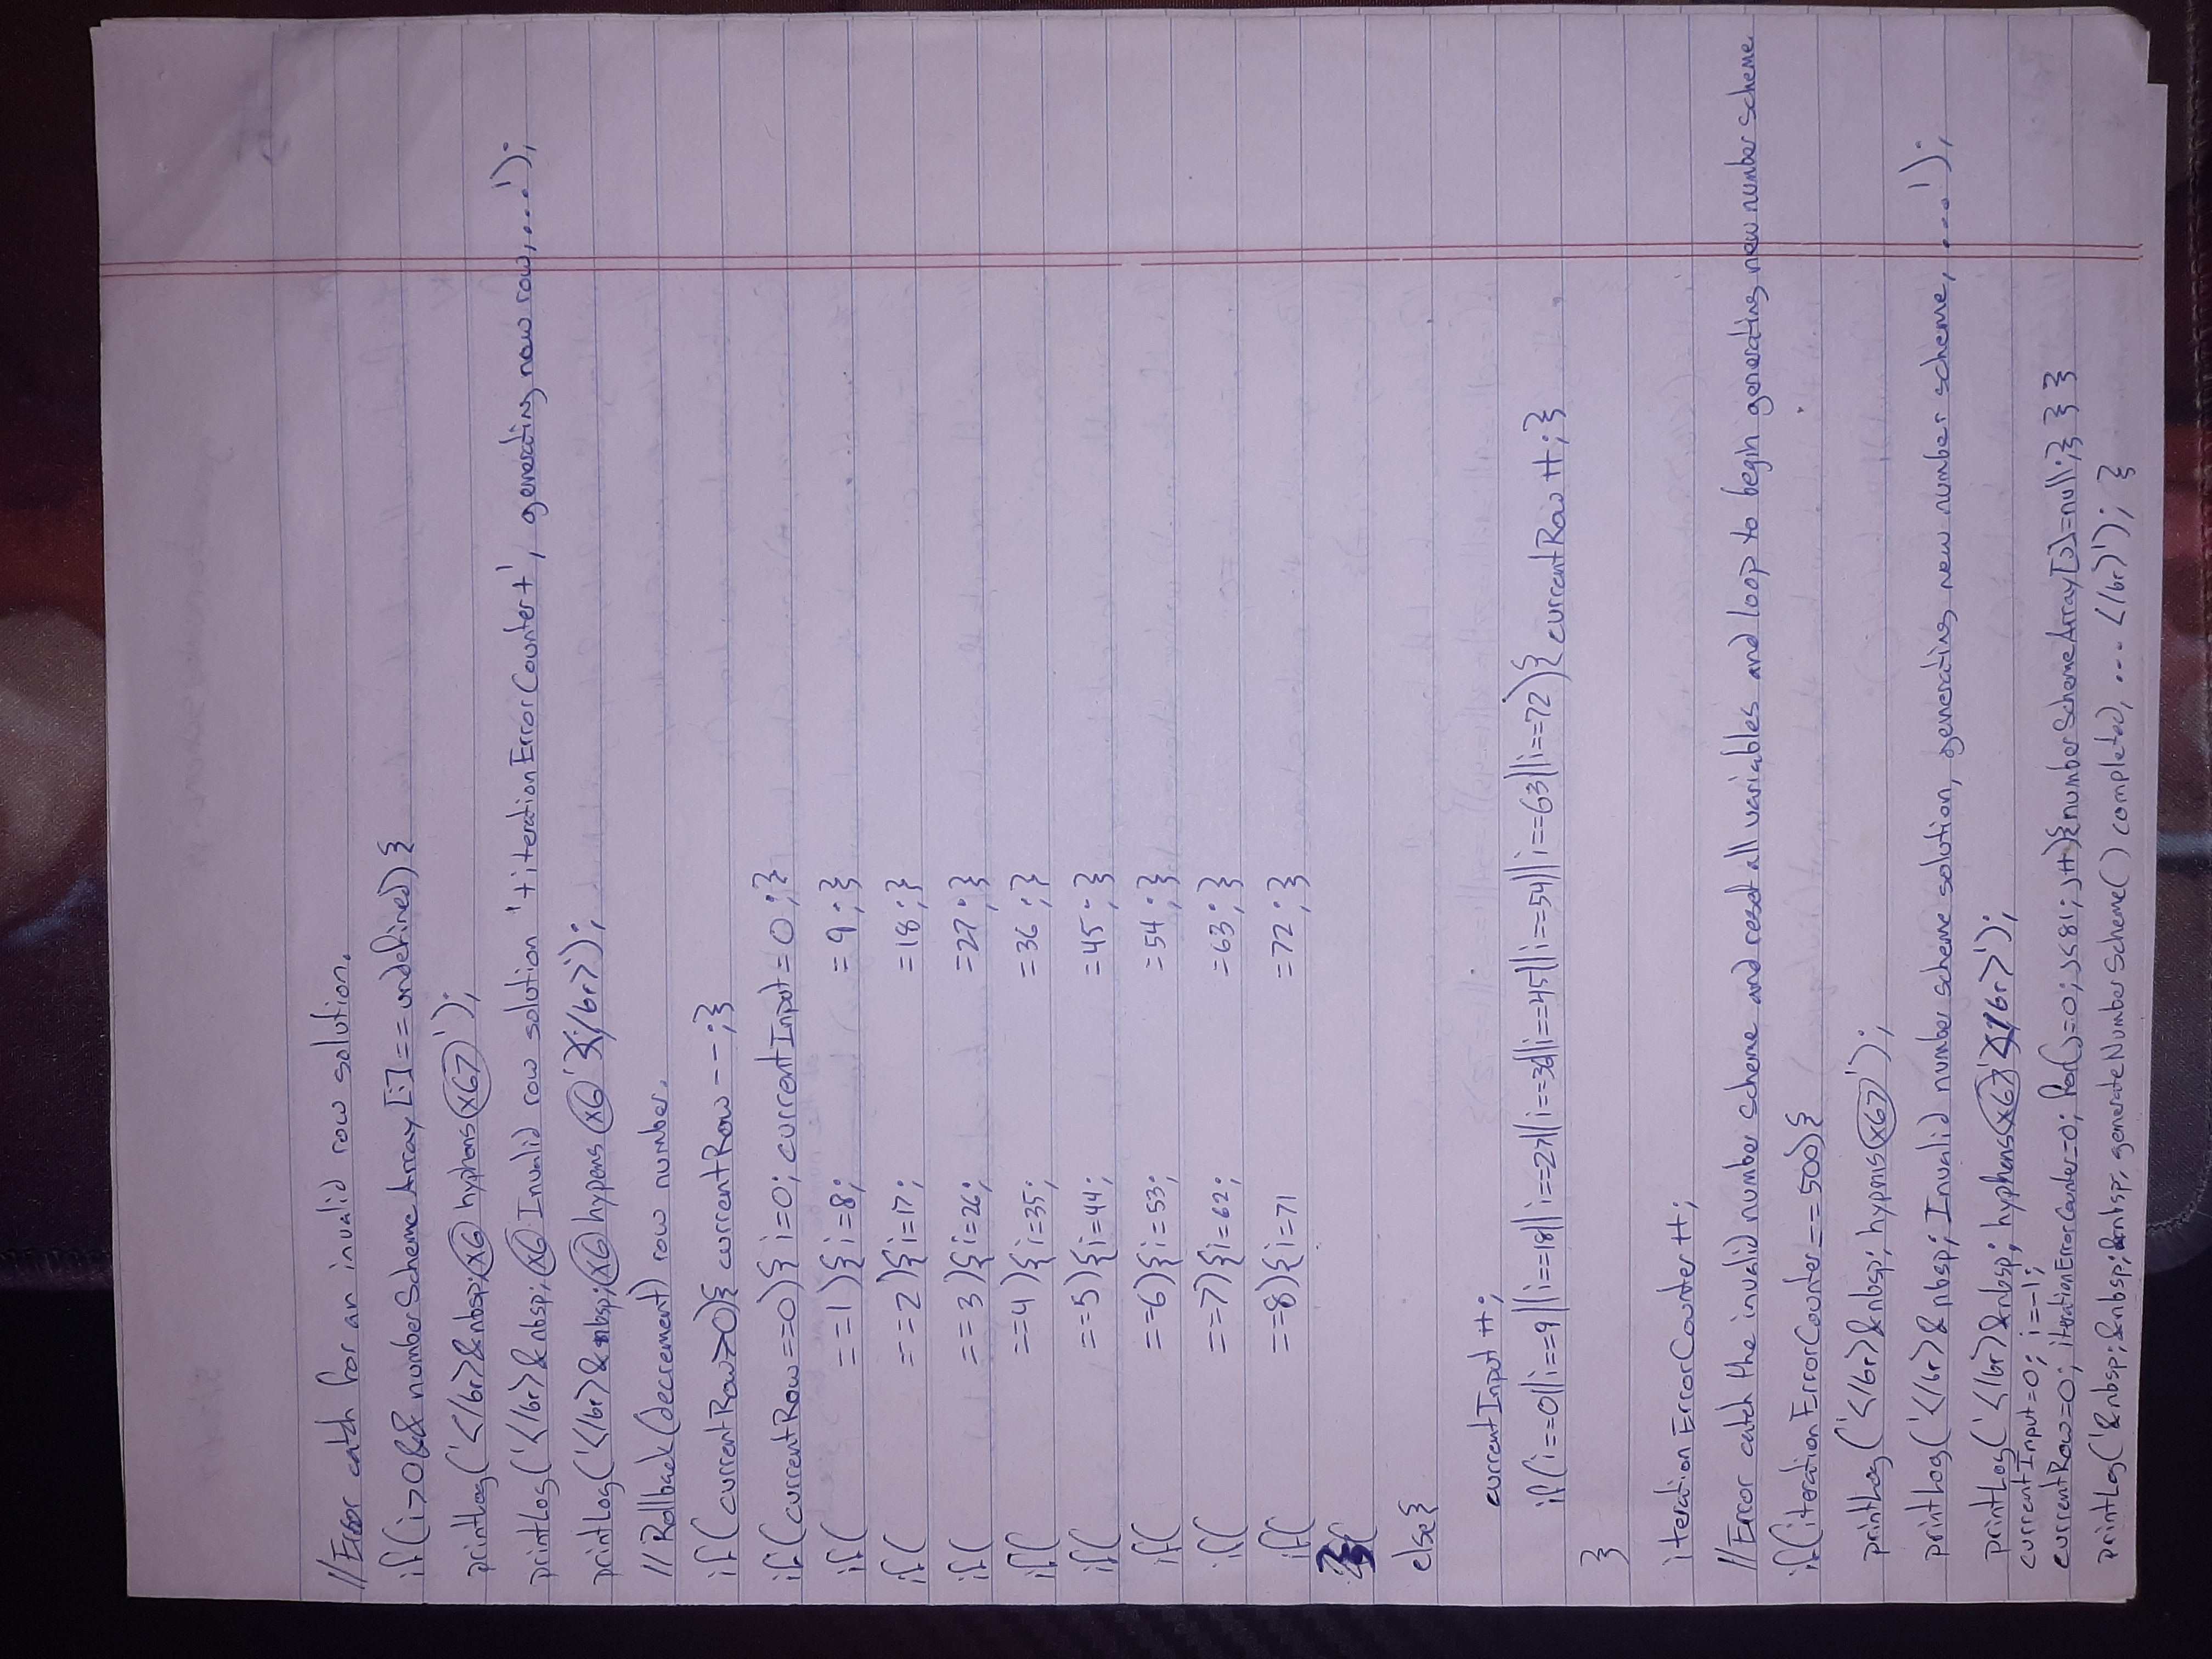 //Error catch for an invalid row solution.
if(i>0&& numberSchemeArray[i]==undefined){
printLog('</br>&nbsp;x6 hyphens x67');
printLog('</br>&nbsp;x6 Invalid row solution '+iterationErrorCounter+', generating new row,...');
printLog('</br>&nbsp;x6 hypens x6'</br>');
//Rollback(decrement) row number.
if(currentRow>0){ currentRow--;}
if(currentRow==0){ i=0; currentInput=0;}
if( ==1){i=8; =9;}
if( ==2){i=17; =18;}
if( ==3){i=26; =27;}
if( ==4){i=35; =36;}
if( ==5){i=44; =45;}
if( ==6){i=53; =54;}
if( ==7){i=62; =63;}
if( ==8){i=71 =72;}
}
else{
currentInput++;
if(i==0||i==9||i==18||i==27||i==36||i==45||i==54||i==63||i==72){ currentRow++;}
}
iterationErrorCounter++;
//Error catch the invalid number scheme and reset all variables and loop to begin generating new number scheme.
if(iterationErrorCounter==500){
printLog('</br>&nbsp; hypens x67');
printLog('</br>&nbsp; Invalid number scheme solution, generating new number scheme, ...');
printLog('</br>&nbsp; hyphens x67'</br>');
currentInput=0; i=-1;
currentRow=0; iterationErrorCounter=0; for(j=0; j<81; j++){numberSchemeArray[j]=null;} } }
printLog('&nbsp;&nbsp;&nbsp; generateNumberScheme() completed, ... </br>'); }